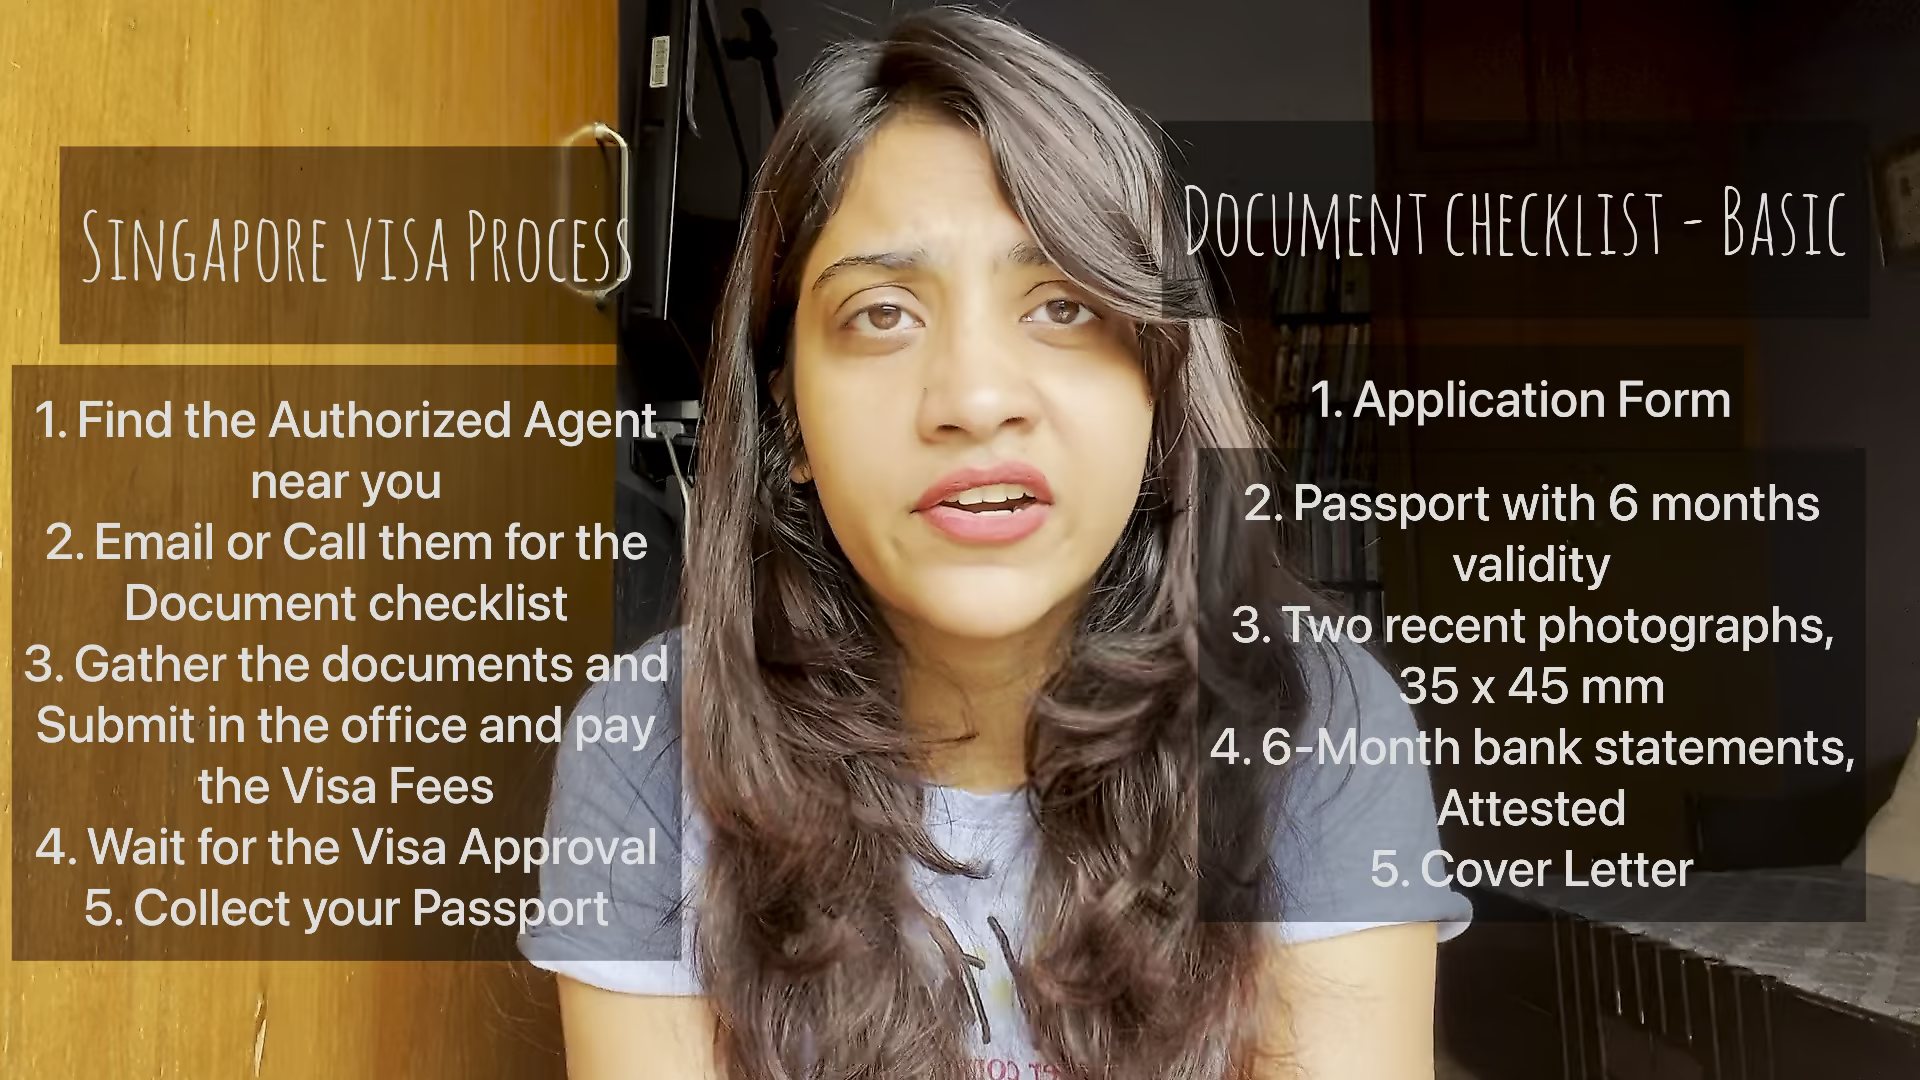 Singapore visa Process
1. Find the Authorized Agent
near you
2. Email or Call them for the
Document checklist
3. Gather the documents and
Submit in the office and pay
the Visa Fees
4. Wait for the Visa Approval
5. Collect your Passport
Document checklist - Basic
1. Application Form
2. Passport with 6 months
validity
3. Two recent photographs,
35 x 45 mm
4. 6-Month bank statements,
Attested
5. Cover Letter